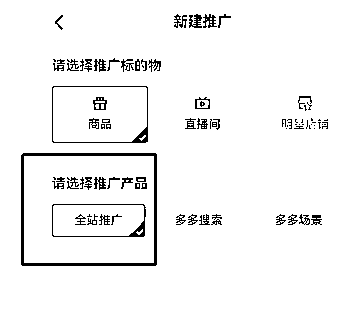 新建推广
请选择推广标的物
商品 直播间 明星店铺
请选择推广产品
全站推广 多多搜索 多多场景